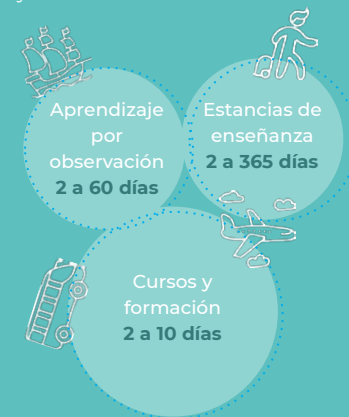 Aprendizaje
por
observación
2 a 60 días
Estancias de
enseñanza
2 a 365 días
Cursos y
formación
2 a 10 días